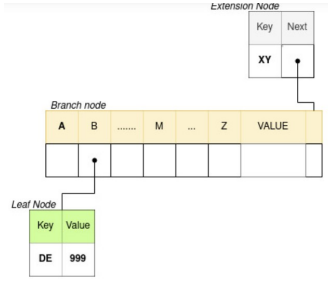 Extension Node
Key Next
XY
Branch node
A B ....... M ... Z VALUE
Leaf Node
Key Value
DE 999